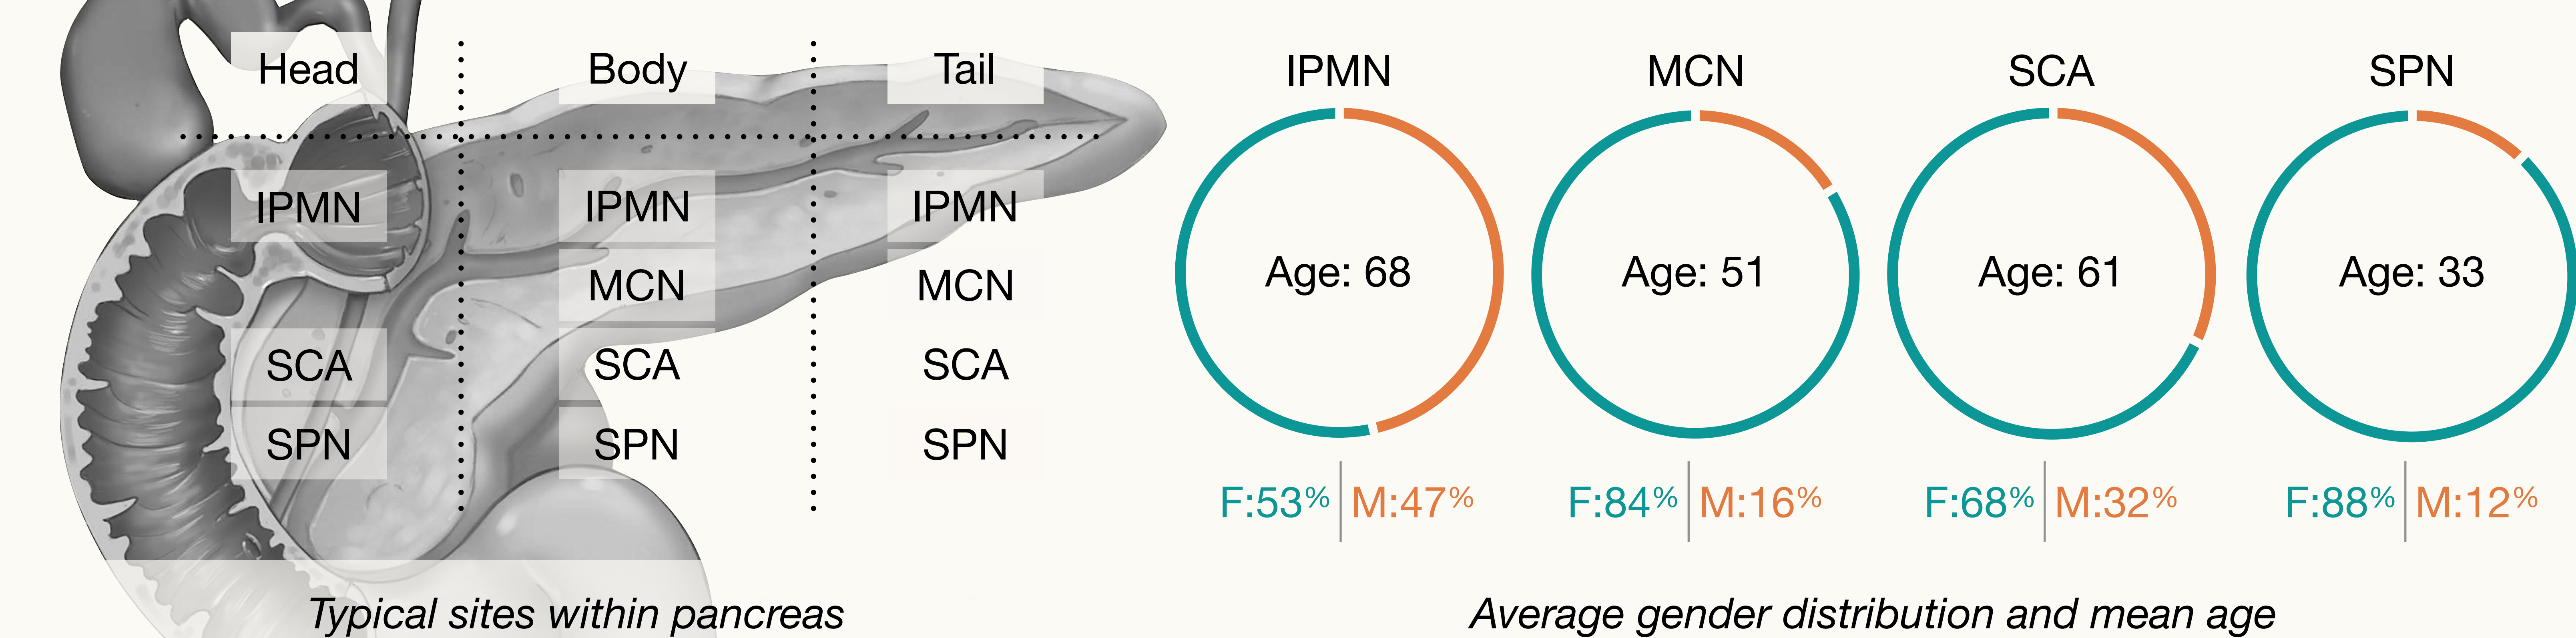 Head Body Tail
IPMN IPMN IPMN
MCN MCN
SCA SCA SCA
SPN SPN SPN
Typical sites within pancreas
IPMN MCN SCA SPN
Age: 68 Age: 51 Age: 61 Age: 33
F:53% M:47% F:84% M:16% F:68% M:32% F:88% M:12%
Average gender distribution and mean age